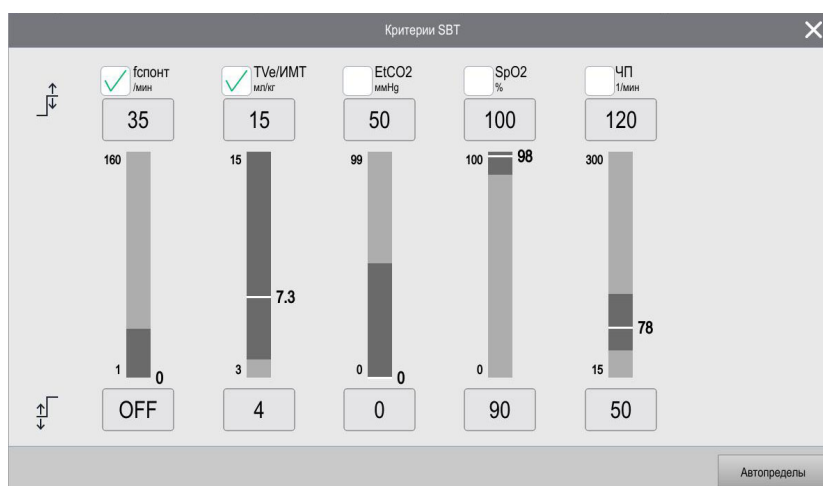 Критерии SBT
fспонт TVe/ИМТ EtCO2 SpO2 ЧП
/мин мл/кг ммHg % 1/мин
35 15 50 100 120
160 15 99 100 98 300
7.3
78
1 0 3 0 0 0 15
OFF 4 0 90 50
Автопределы